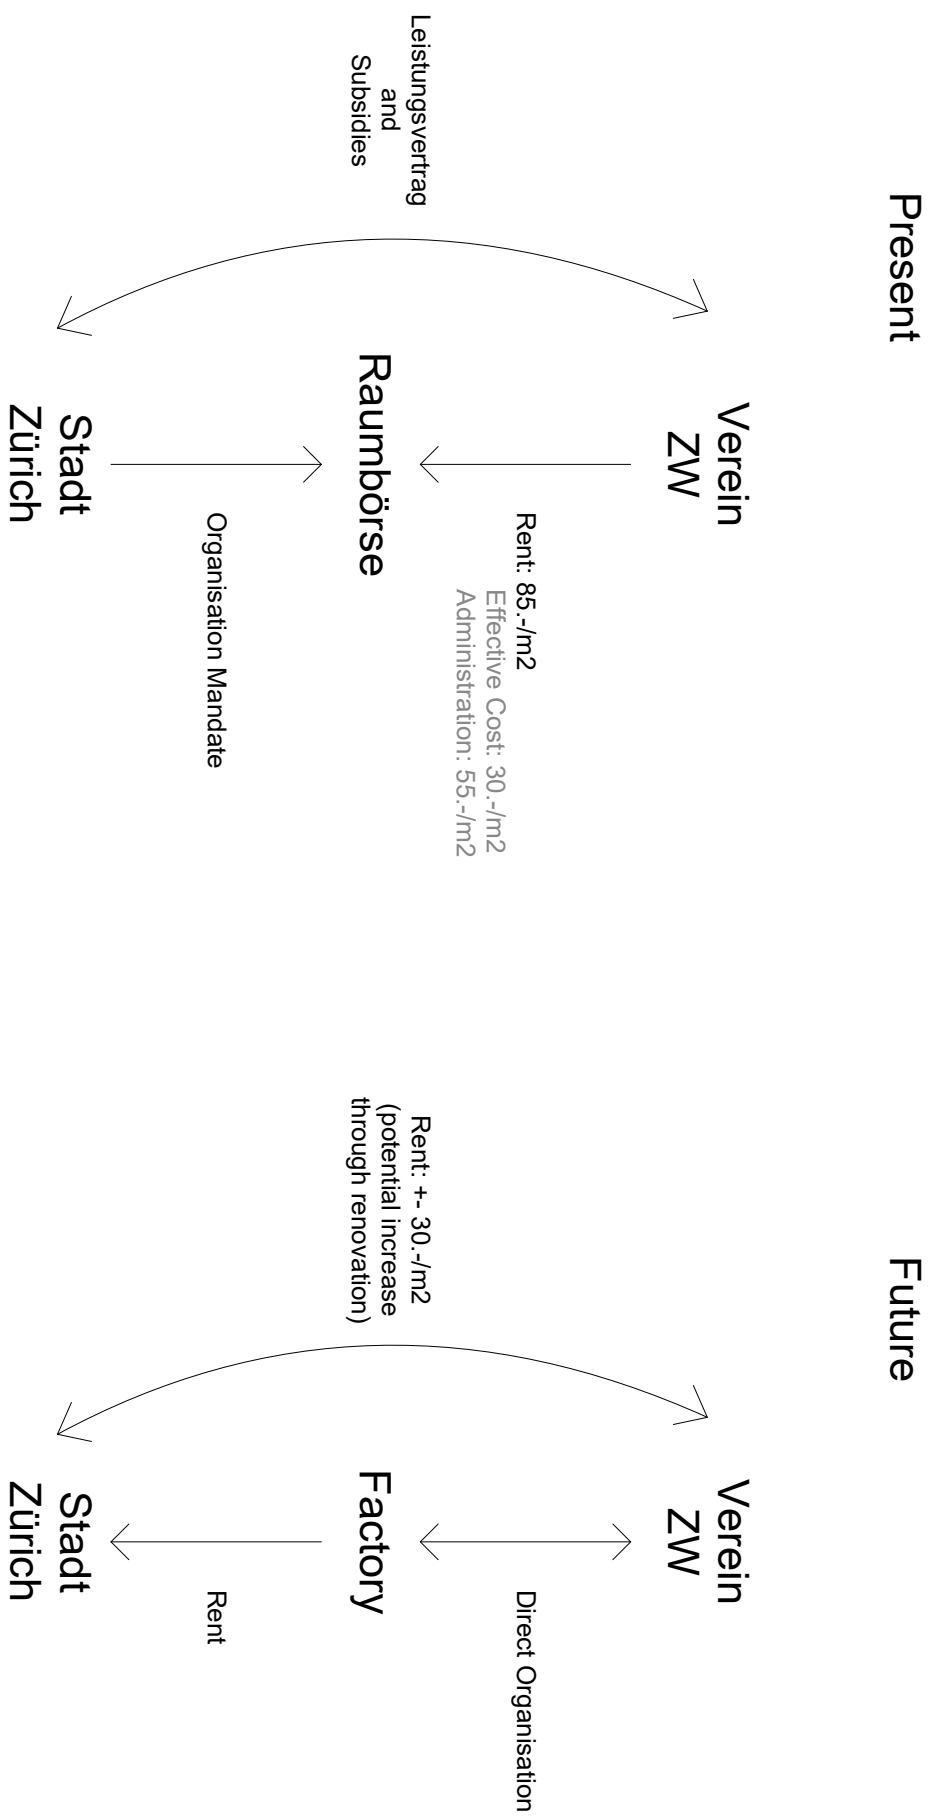 Present
Verein
ZW
Rent: 85.-/m2
Effective Cost: 30.-/m2
Administration: 55.-/m2
Leistungsvertrag
and
Subsidies
Raumbörse
Organisation Mandate
Stadt
Zürich
Future
Verein
ZW
Direct Organisation
Rent: +- 30.-/m2
(potential increase
through renovation)
Factory
Rent
Stadt
Zürich